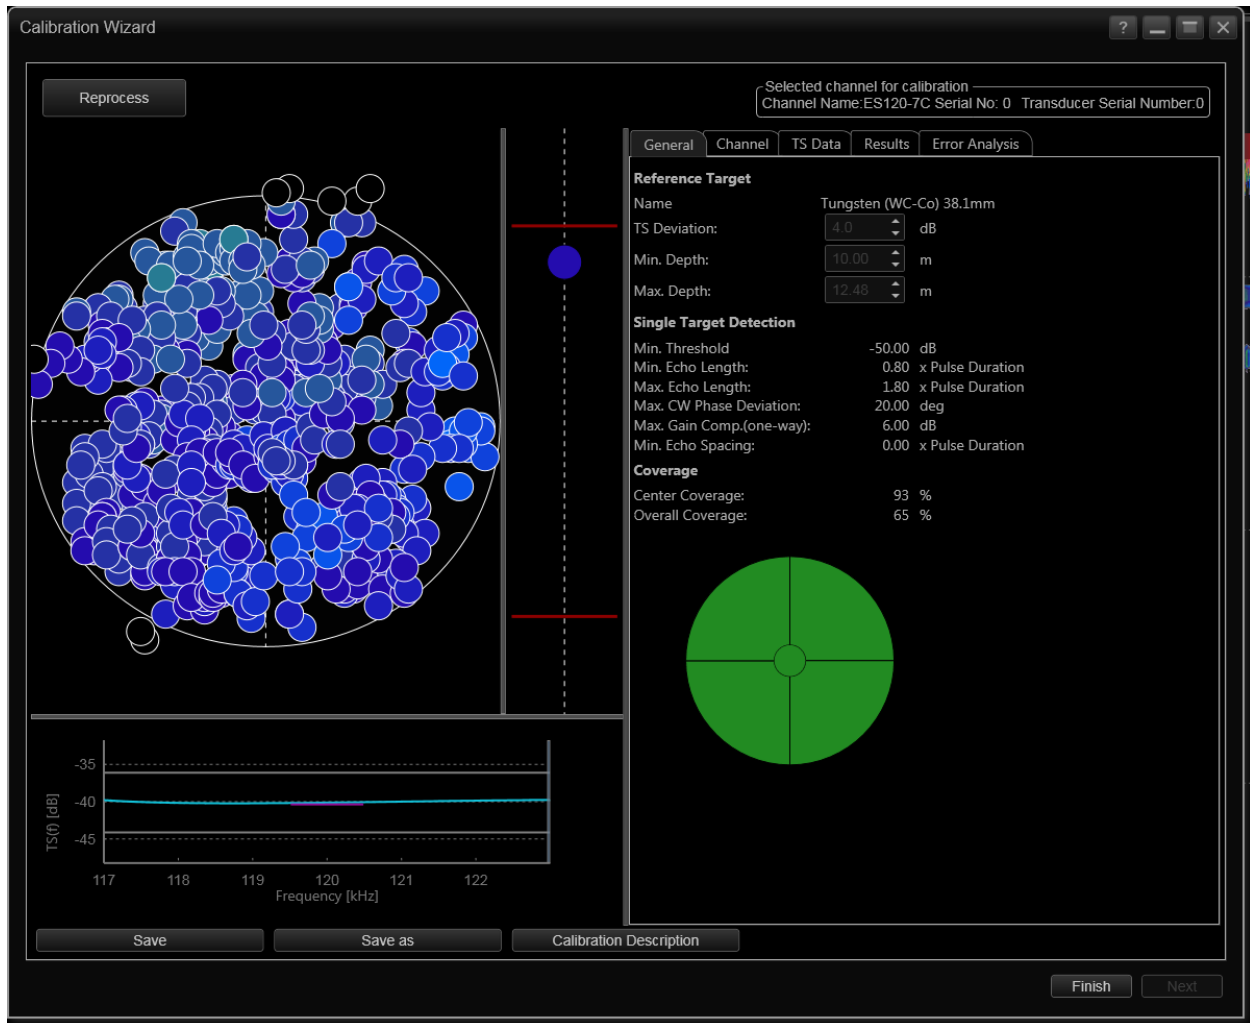 Calibration Wizard
?
Reprocess
Selected channel for calibration
Channel Name:ES120-7C Serial No: 0 Transducer Serial Number:0
General Channel TS Data Results Error Analysis
Reference Target
Name Tungsten (WC-Co) 38.1mm
TS Deviation: 4.0 dB
Min. Depth: 10.00 m
Max. Depth: 12.48 m
Single Target Detection
Min. Threshold -50.00 dB
Min. Echo Length: 0.80 x Pulse Duration
Max. Echo Length: 1.80 x Pulse Duration
Max. CW Phase Deviation: 20.00 deg
Max. Gain Comp.(one-way): 6.00 dB
Min. Echo Spacing: 0.00 x Pulse Duration
Coverage
Center Coverage: 93 %
Overall Coverage: 65 %
TS(f) [dB]
-35
-40
-45
117 118 119 120 121 122
Frequency [kHz]
Save Save as Calibration Description
Finish Next